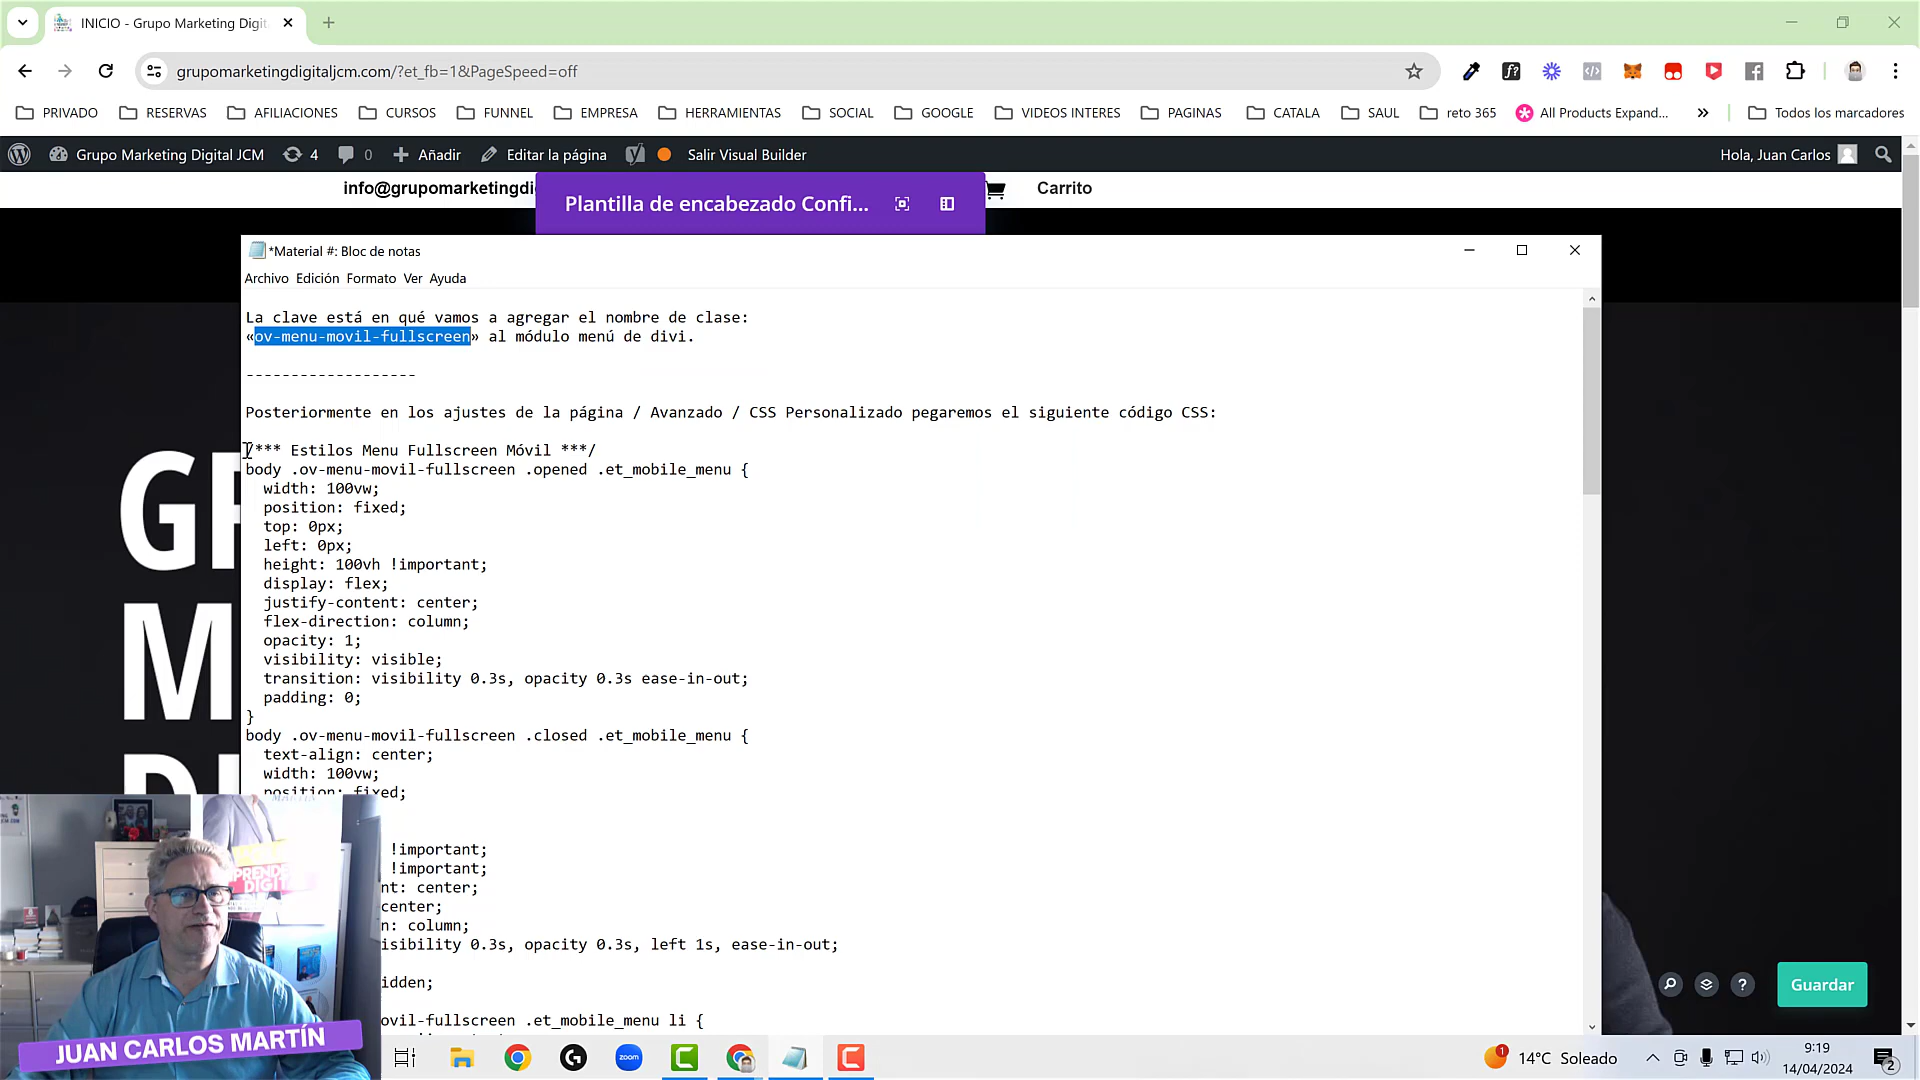 INICIO - Grupo Marketing Digit
grupomarketingdigitaljcm.com/?et_fb=1&PageSpeed=off
PRIVADO RESERVAS AFILIACIONES CURSOS FUNNEL EMPRESA HERRAMIENTAS SOCIAL GOOGLE VIDEOS INTERES PAGINAS CATALA SAUL reto 365 All Products Expand... » Todos los marcadores
Grupo Marketing Digital JCM 4 0 Añadir Editar la página Salir Visual Builder Hola, Juan Carlos
info@grupomarketingdi Carrito
Plantilla de encabezado Confi...
*Material #: Bloc de notas
Archivo Edición Formato Ver Ayuda
La clave está en qué vamos a agregar el nombre de clase:
«ov-menu-movil-fullscreen» al módulo menú de divi.
-------------------
Posteriormente en los ajustes de la página / Avanzado / CSS Personalizado pegaremos el siguiente código CSS:
/*** Estilos Menu Fullscreen Móvil ***/
body .ov-menu-movil-fullscreen .opened .et_mobile_menu {
width: 100vw;
position: fixed;
top: 0px;
left: 0px;
height: 100vh !important;
display: flex;
justify-content: center;
flex-direction: column;
opacity: 1;
visibility: visible;
transition: visibility 0.3s, opacity 0.3s ease-in-out;
padding: 0;
}
body .ov-menu-movil-fullscreen .closed .et_mobile_menu {
text-align: center;
width: 100vw;
position: fixed;
!important;
!important;
nt: center;
center;
n: column;
isibility 0.3s, opacity 0.3s, left 1s, ease-in-out;
idden;
ovil-fullscreen .et_mobile_menu li {
G
M
D
Guardar
JUAN CARLOS MARTÍN
zoom
1 14°C Soleado
9:19
14/04/2024
2